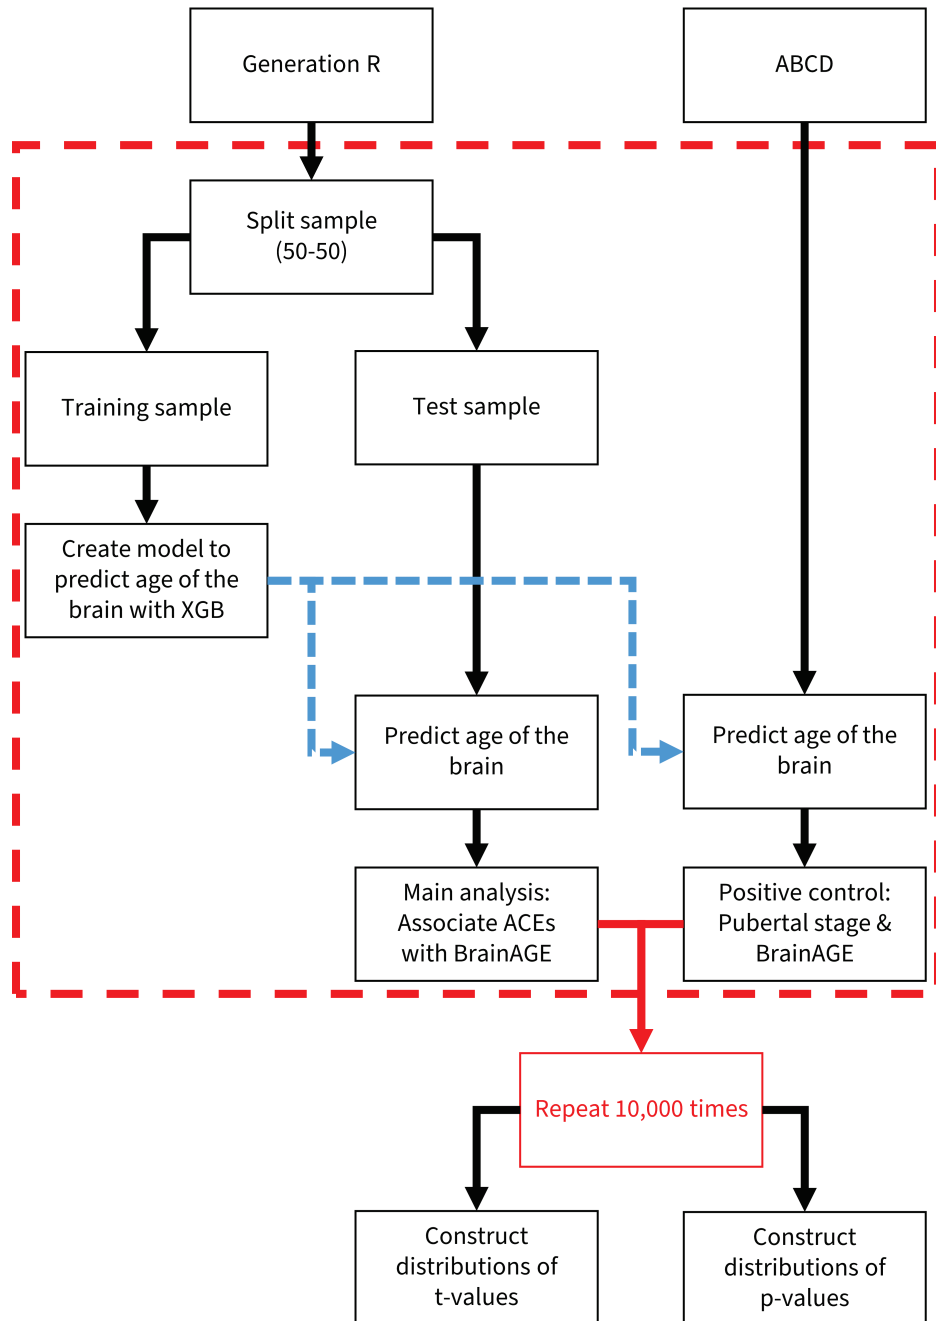 Generation R
ABCD
Split sample
(50-50)
Training sample
Test sample
Create model to
predict age of the
brain with XGB
Predict age of the
brain
Predict age of the
brain
Main analysis:
Associate ACEs
with BrainAGE
Positive control:
Pubertal stage &
BrainAGE
Repeat 10,000 times
Construct
distributions of
t-values
Construct
distributions of
p-values